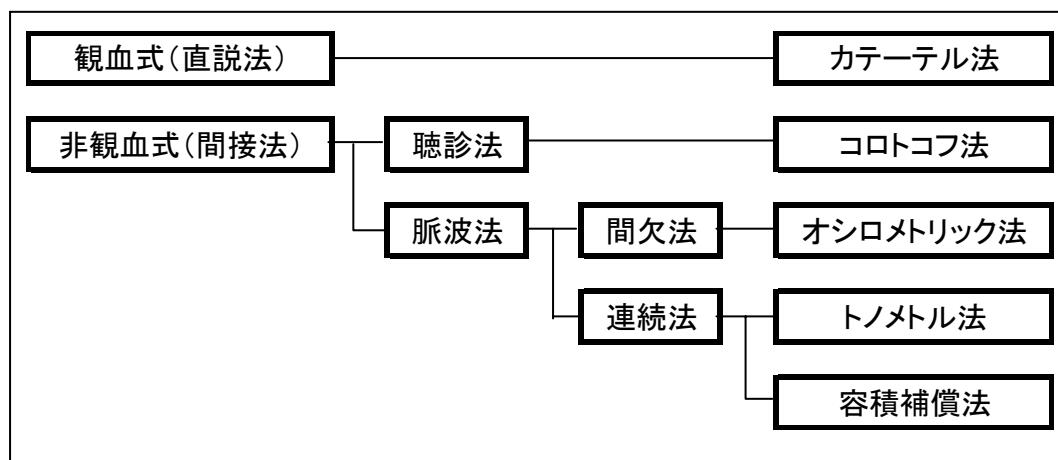 観血式（直説法）
カテーテル法
非観血式（間接法）
聴診法
コロトコフ法
脈波法
間欠法
オシロメトリック法
連続法
トノメトル法
容積補償法